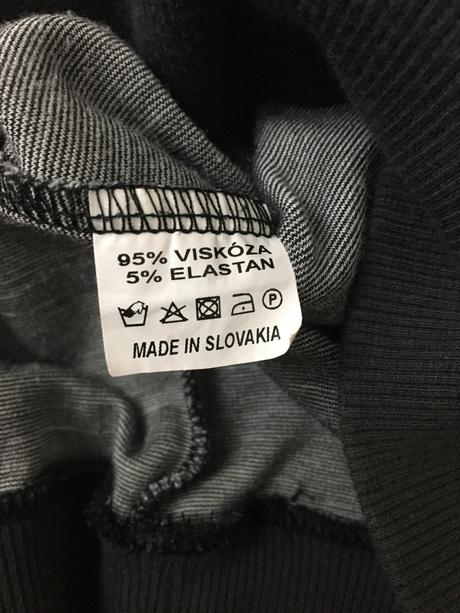 95% VISKÓZA
5% ELASTAN
P
MADE IN SLOVAKIA